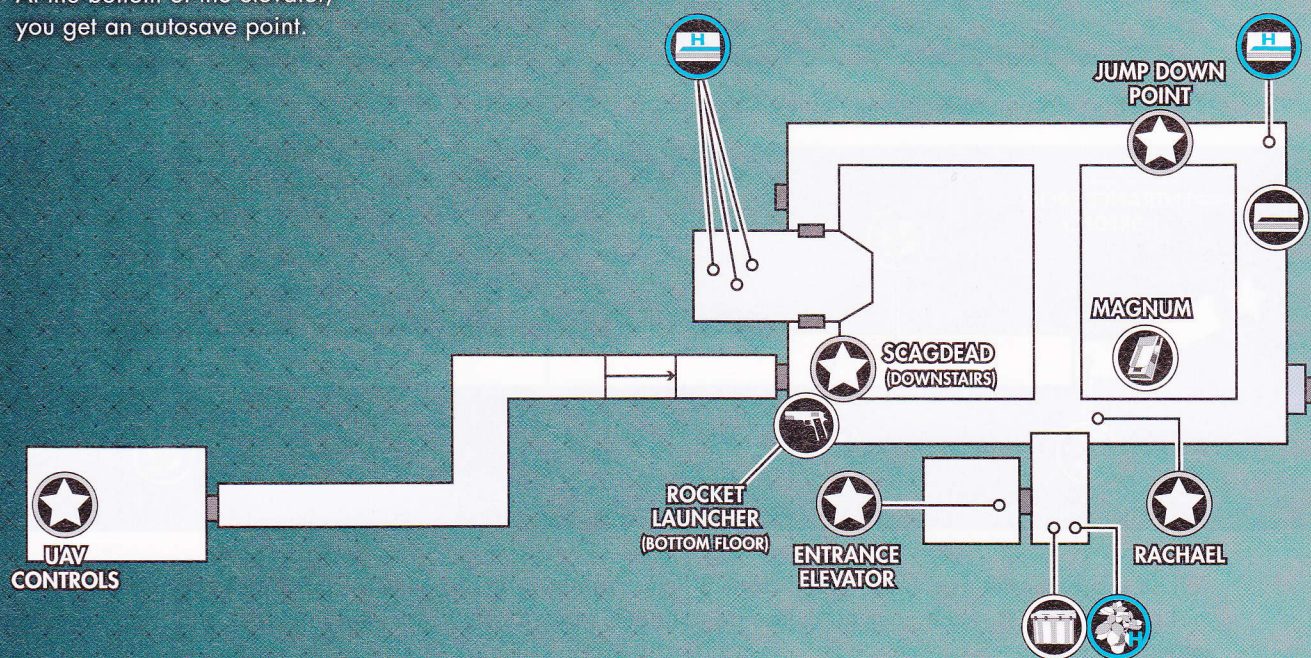 you get an autosave point.
H
H
JUMP DOWN
POINT
MAGNUM
SCAGDEAD
(DOWNSTAIRS)
ROCKET
LAUNCHER
(BOTTOM FLOOR)
ENTRANCE
ELEVATOR
RACHAEL
UAV
CONTROLS
H